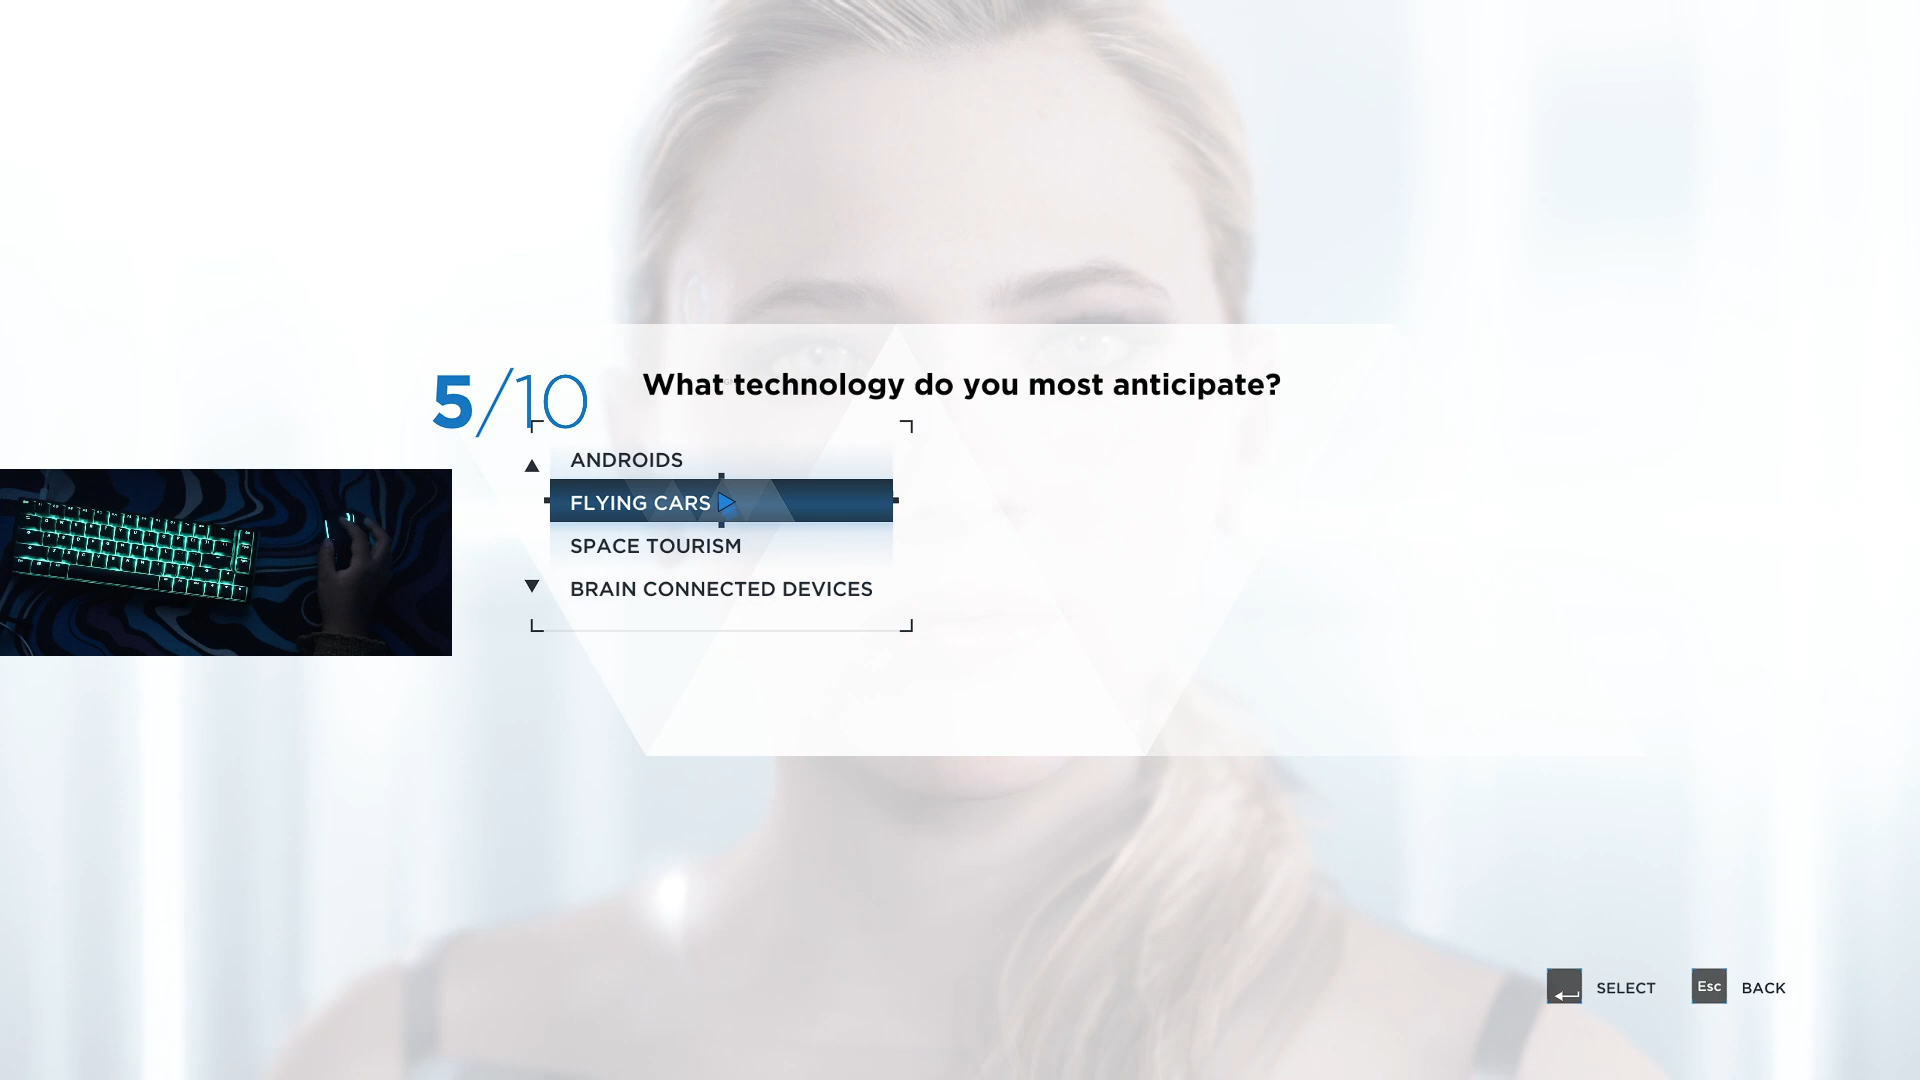 5/10
What technology do you most anticipate?
ANDROIDS
FLYING CARS
SPACE TOURISM
BRAIN CONNECTED DEVICES
SELECT
Esc BACK